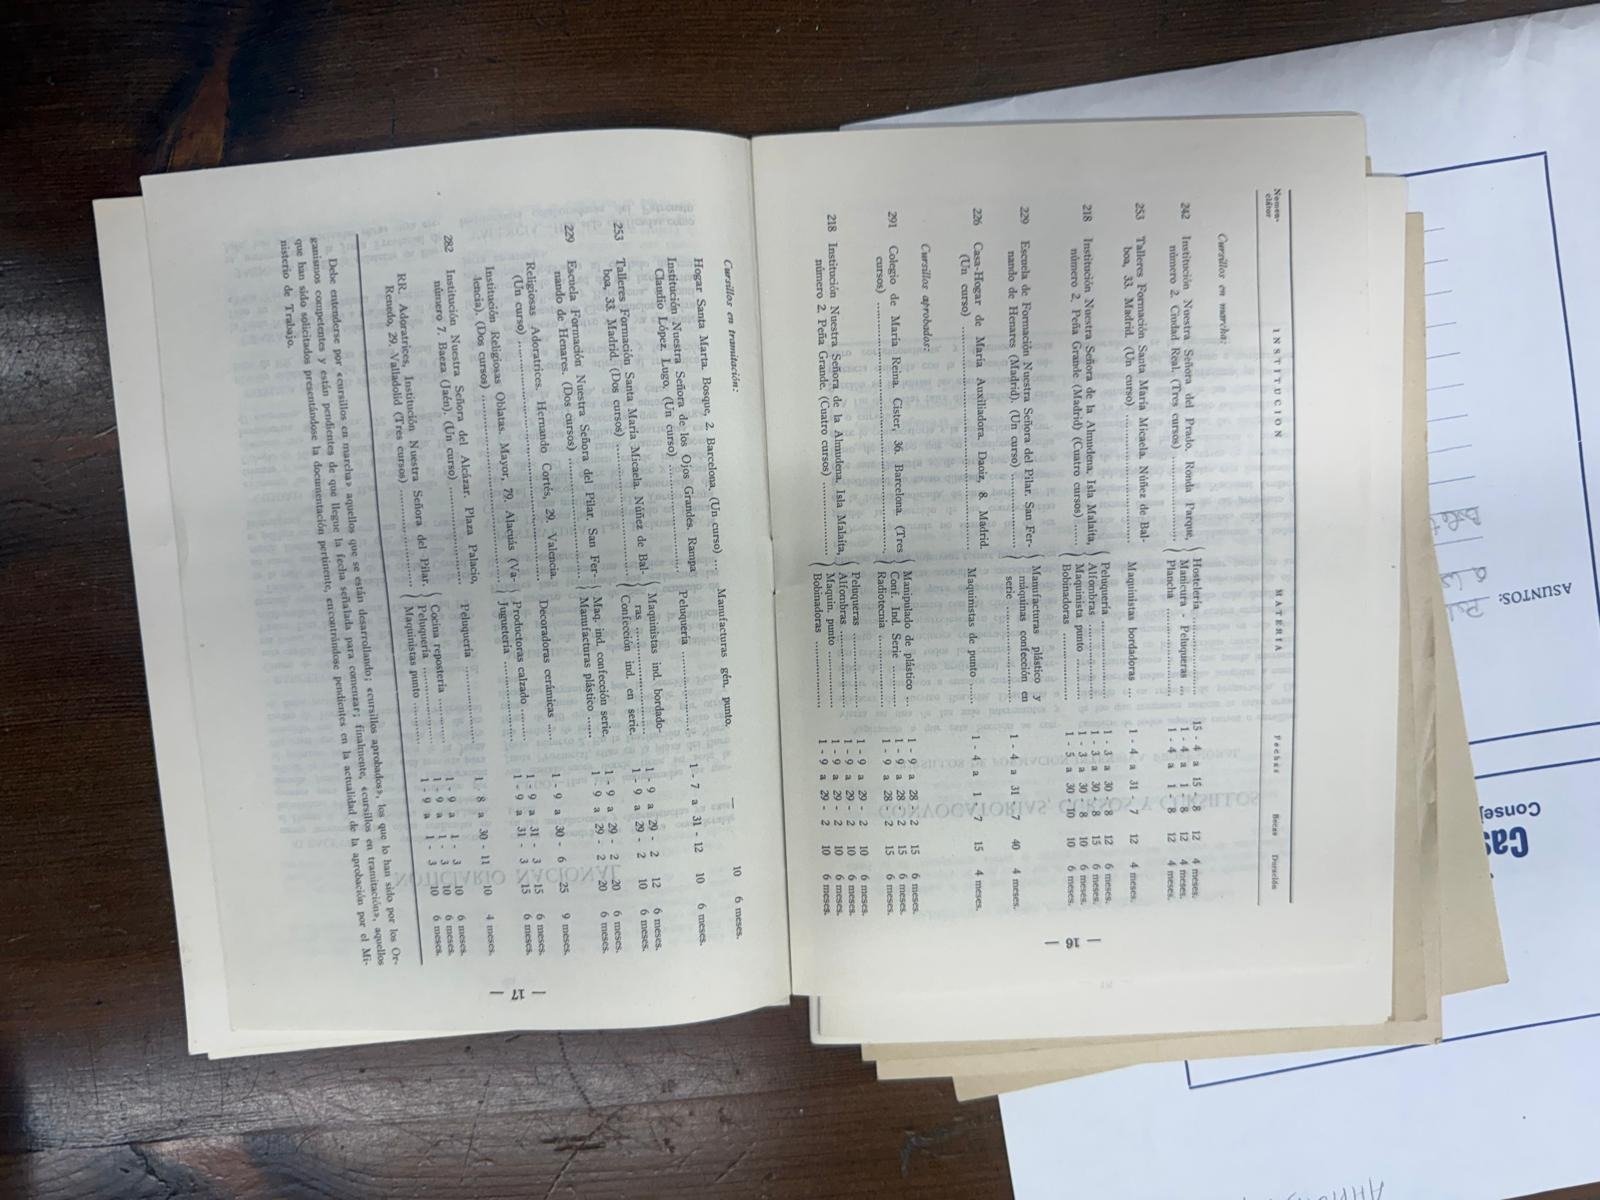 Nomen-
clátor
INSTITUCION
MATERIA
Fechas
Becas
Duración
Cursillos en marcha:
242 Institución Nuestra Señora del Prado. Ronda Parque,
número 2. Ciudad Real. (Tres cursos)
Hostelería 15 - 4 a 15 - 8 12 4 meses.
Manicura - Peluqueras 1 - 4 a 1 - 8 12 4 meses.
Plancha 1 - 4 a 1 - 8 12 4 meses.
253 Talleres Formación Santa María Micaela. Núñez de Bal-
boa, 33. Madrid. (Un curso)
Maquinistas bordadoras 1 - 4 a 31 - 7 12 4 meses.
218 Institución Nuestra Señora de la Almudena. Isla Malaíta,
número 2. Peña Grande (Madrid) (Cuatro cursos)
Peluquería 1 - 3 a 30 - 8 12 6 meses.
Alfombras 1 - 3 a 30 - 8 15 6 meses.
Maquinista punto 1 - 3 a 30 - 8 10 6 meses.
Bobinadoras 1 - 5 a 30 - 10 10 6 meses.
229 Escuela de Formación Nuestra Señora del Pilar. San Fer-
nando de Henares (Madrid). (Un curso)
Manufacturas plástico y
máquinas confección en
serie 1 - 4 a 31 - 7 40 4 meses.
226 Casa-Hogar de María Auxiliadora. Daoiz, 8. Madrid.
(Un curso)
Maquinistas de punto 1 - 4 a 1 - 7 15 4 meses.
Cursillos aprobados:
291 Colegio de María Reina. Cister, 36. Barcelona. (Tres
cursos)
Manipulado de plástico 1 - 9 a 28 - 2 15 6 meses.
Conf. Ind. Serie 1 - 9 a 28 - 2 15 6 meses.
Radiotecnia 1 - 9 a 28 - 2 15 6 meses.
218 Institución Nuestra Señora de la Almudena. Isla Malaíta,
número 2. Peña Grande. (Cuatro cursos)
Peluqueras 1 - 9 a 29 - 2 10 6 meses.
Alfombras 1 - 9 a 29 - 2 10 6 meses.
Maquin. punto 1 - 9 a 29 - 2 10 6 meses.
Bobinadoras 1 - 9 a 29 - 2 10 6 meses.
— 16 —
Cursillos en tramitación:
Hogar Santa Marta. Bosque, 2. Barcelona. (Un curso) ... Manufacturas gén. punto. — 10 6 meses.
Institución Nuestra Señora de los Ojos Grandes. Rampa
Claudio López. Lugo. (Un curso)
Peluquería 1 - 7 a 31 - 12 10 6 meses.
253 Talleres Formación Santa María Micaela. Núñez de Bal-
boa, 33. Madrid. (Dos cursos)
Maquinistas ind. bordado-
ras 1 - 9 a 29 - 2 12 6 meses.
Confección ind. en serie. 1 - 9 a 29 - 2 10 6 meses.
229 Escuela Formación Nuestra Señora del Pilar. San Fer-
nando de Henares. (Dos cursos)
Maq. ind. confección serie. 1 - 9 a 29 - 2 20 6 meses.
Manufacturas plástico 1 - 9 a 29 - 2 20 6 meses.
Religiosas Adoratrices. Hernando Cortés, 29. Valencia.
(Un curso)
Decoradoras cerámicas 1 - 9 a 30 - 6 25 9 meses.
Institución Religiosas Oblatas. Mayor, 79. Alacuás (Va-
lencia). (Dos cursos)
Productoras calzado 1 - 9 a 31 - 3 15 6 meses.
Juguetería 1 - 9 a 31 - 3 15 6 meses.
282 Institución Nuestra Señora del Alcázar. Plaza Palacio,
número 7. Baeza (Jaén). (Un curso)
Peluquería 1 - 8 a 30 - 11 10 4 meses.
RR. Adoratrices. Institución Nuestra Señora del Pilar.
Renedo, 29. Valladolid (Tres cursos)
Cocina repostería 1 - 9 a 1 - 3 10 6 meses.
Peluquería 1 - 9 a 1 - 3 10 6 meses.
Maquinistas punto 1 - 9 a 1 - 3 10 6 meses.
Debe entenderse por «cursillos en marcha» aquellos que se están desarrollando; «cursillos aprobados», los que lo han sido por los Or-
ganismos competentes y están pendientes de que llegue la fecha señalada para comenzar; finalmente, «cursillos en tramitación», aquellos
que han sido solicitados presentándose la documentación pertinente, encontrándose pendientes en la actualidad de la aprobación por el Mi-
nisterio de Trabajo.
— 17 —
ASUNTOS: